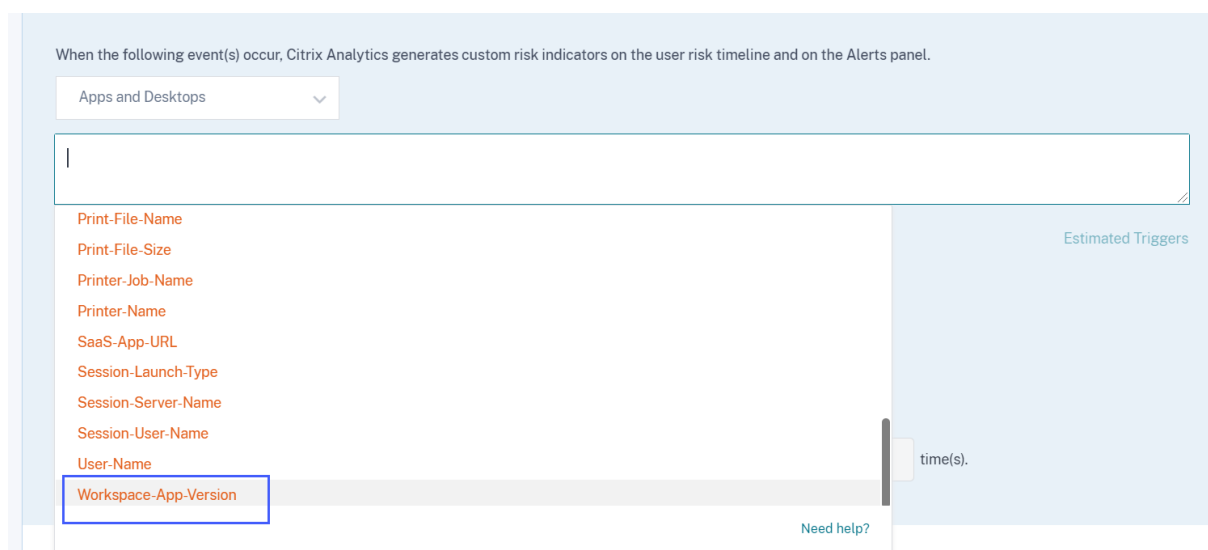 When the following event(s) occur, Citrix Analytics generates custom risk indicators on the user risk timeline and on the Alerts panel.
Apps and Desktops
Print-File-Name
Print-File-Size
Estimated Triggers
Printer-Job-Name
Printer-Name
SaaS-App-URL
Session-Launch-Type
Session-Server-Name
Session-User-Name
User-Name
time(s).
Workspace-App-Version
Need help?